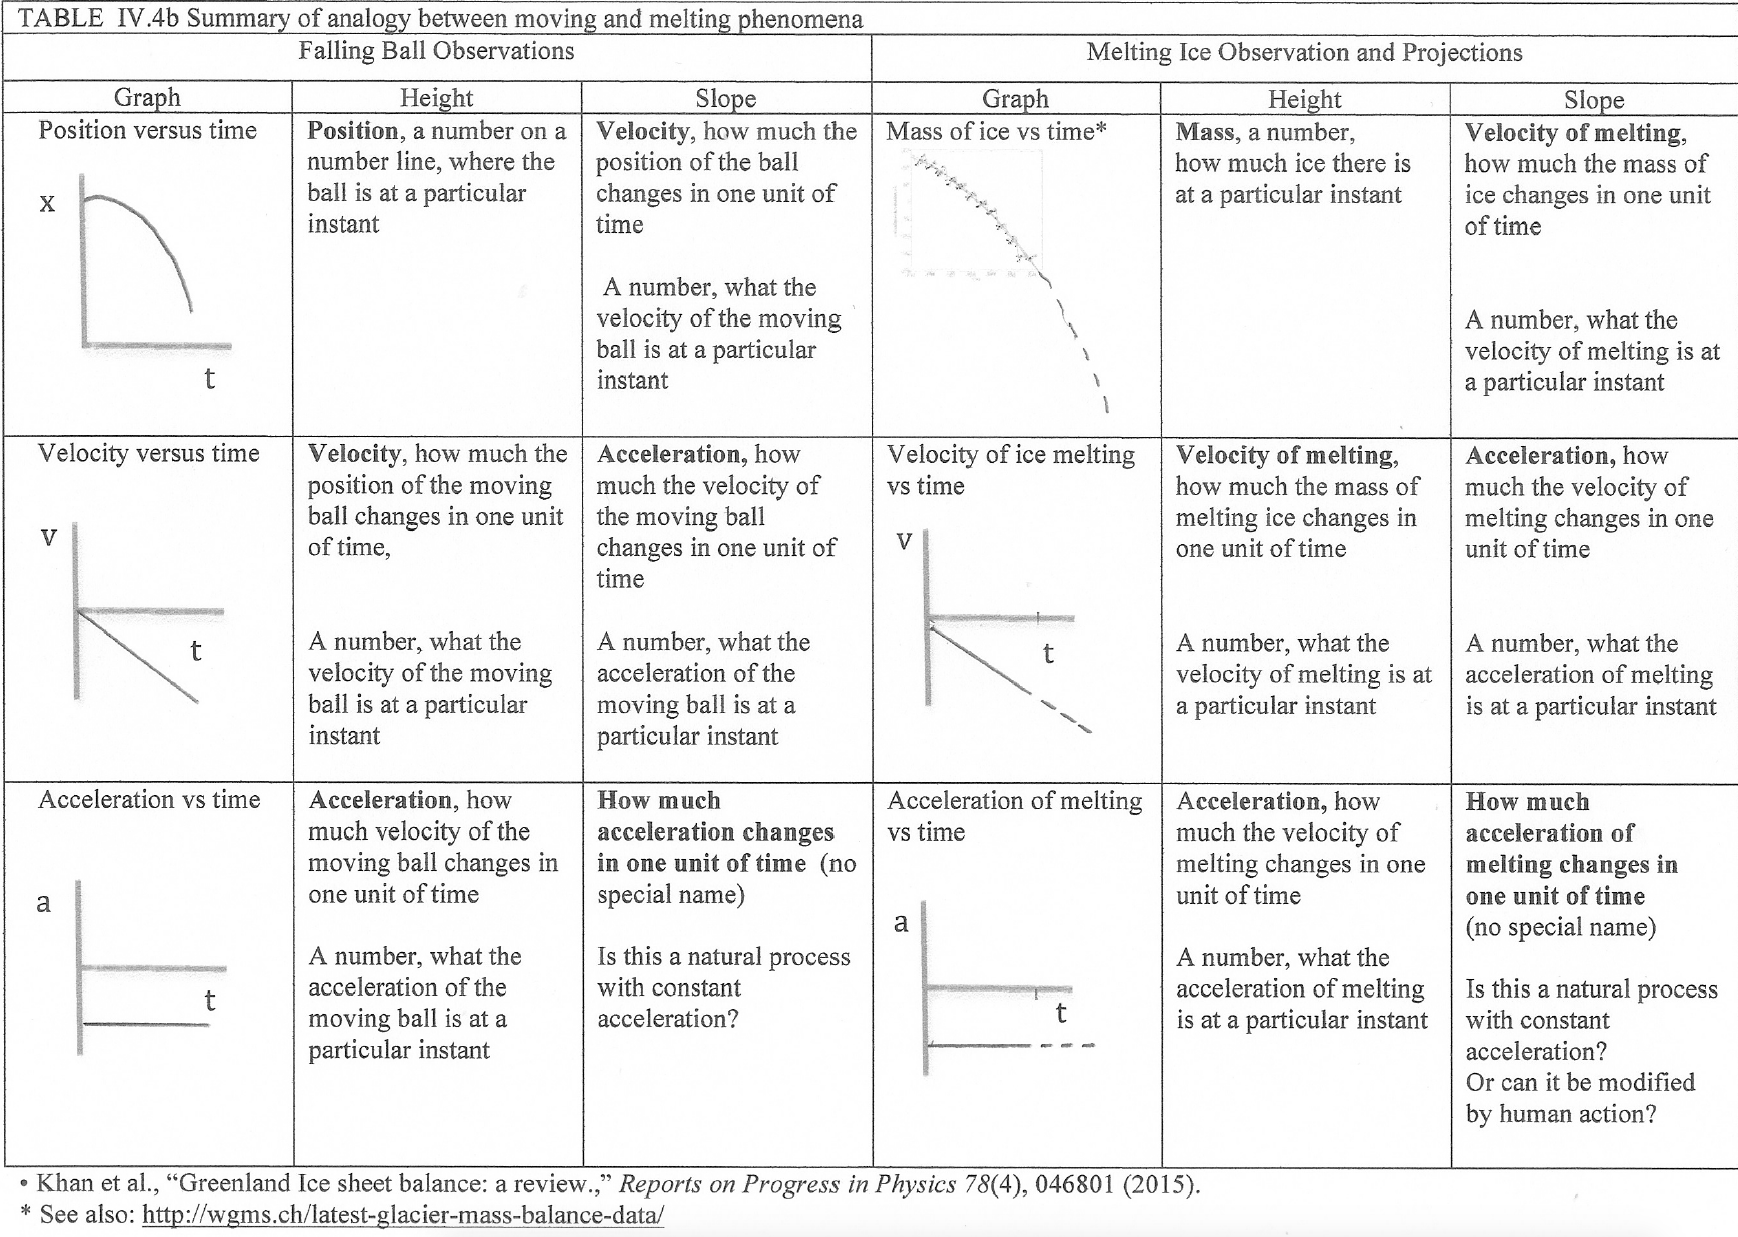 TABLE IV.4b Summary of analogy between moving and melting phenomena
Falling Ball Observations
Melting Ice Observation and Projections
Graph
Height
Slope
Graph
Height
Slope
Position versus time
x
t
Position, a number on a
number line, where the
ball is at a particular
instant
Velocity, how much the
position of the ball
changes in one unit of
time
A number, what the
velocity of the moving
ball is at a particular
instant
Mass of ice vs time*
Mass, a number,
how much ice there is
at a particular instant
Velocity of melting,
how much the mass of
ice changes in one unit
of time
A number, what the
velocity of melting is at
a particular instant
Velocity versus time
v
t
Velocity, how much the
position of the moving
ball changes in one unit
of time,
A number, what the
velocity of the moving
ball is at a particular
instant
Acceleration, how
much the velocity of
the moving ball
changes in one unit of
time
A number, what the
acceleration of the
moving ball is at a
particular instant
Velocity of ice melting
vs time
v
t
Velocity of melting,
how much the mass of
melting ice changes in
one unit of time
A number, what the
velocity of melting is at
a particular instant
Acceleration, how
much the velocity of
melting changes in one
unit of time
A number, what the
acceleration of melting
is at a particular instant
Acceleration vs time
a
t
Acceleration, how
much velocity of the
moving ball changes in
one unit of time
A number, what the
acceleration of the
moving ball is at a
particular instant
How much
acceleration changes
in one unit of time (no
special name)
Is this a natural process
with constant
acceleration?
Acceleration of melting
vs time
a
t
Acceleration, how
much the velocity of
melting changes in one
unit of time
A number, what the
acceleration of melting
is at a particular instant
How much
acceleration of
melting changes in
one unit of time
(no special name)
Is this a natural process
with constant
acceleration?
Or can it be modified
by human action?
• Khan et al., “Greenland Ice sheet balance: a review.,” Reports on Progress in Physics 78(4), 046801 (2015).
* See also: http://wgms.ch/latest-glacier-mass-balance-data/